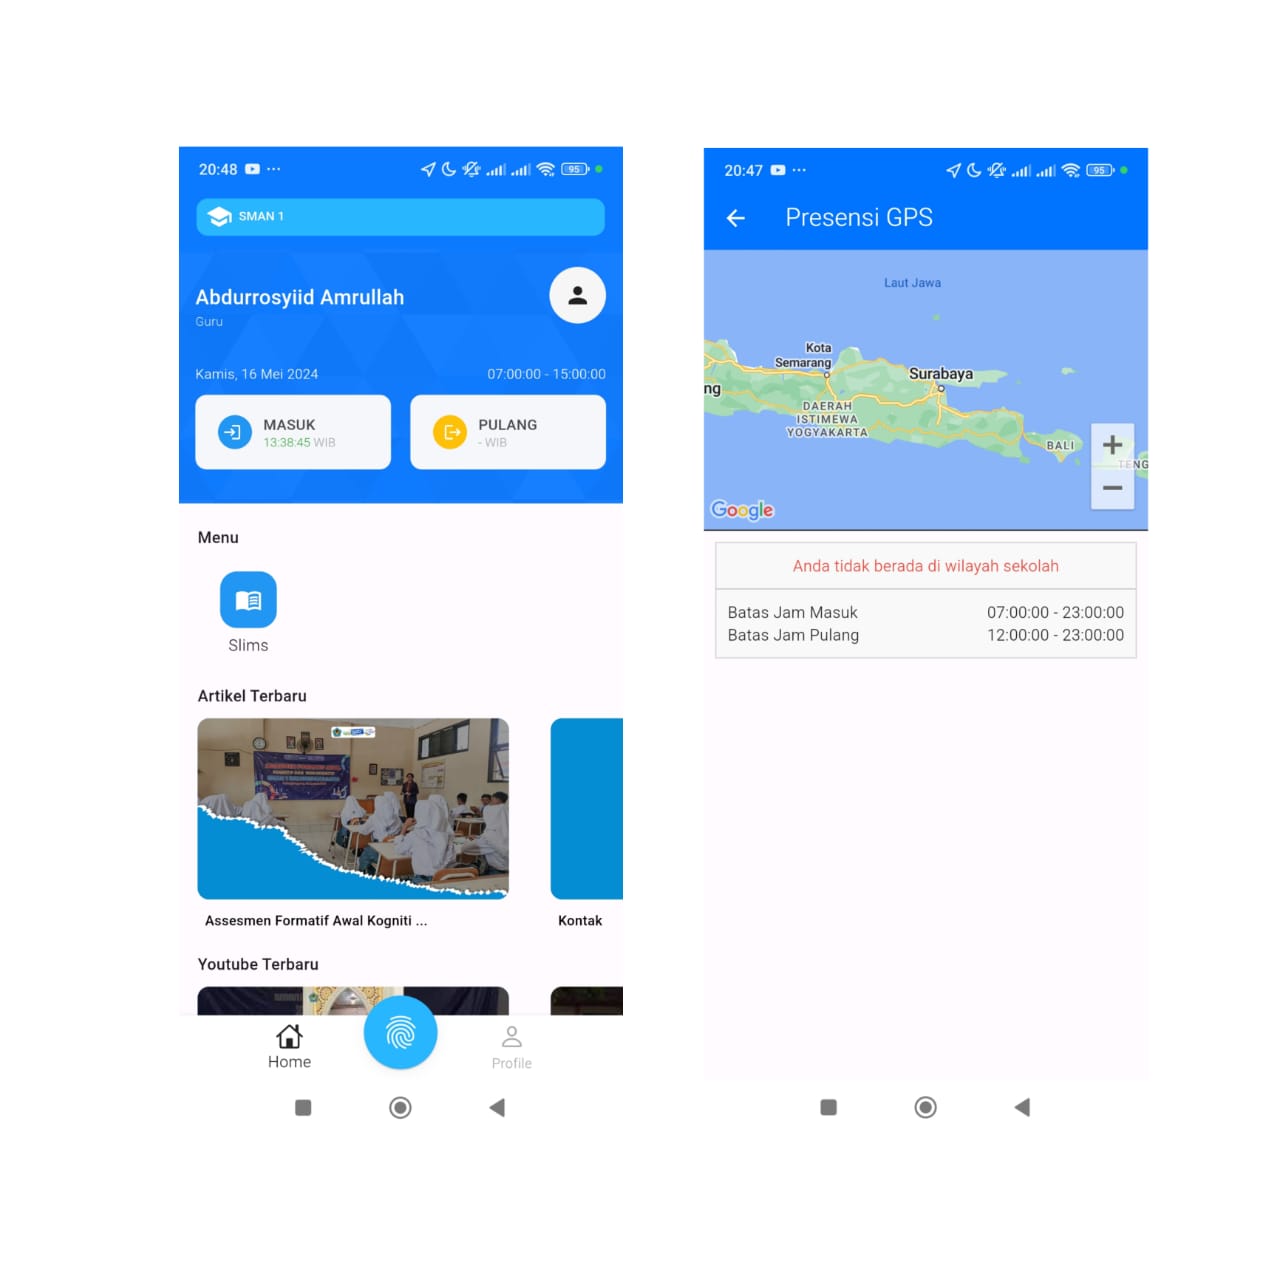 20:48
95
SMAN 1
Abdurrosyiid Amrullah
Guru
Kamis, 16 Mei 2024
07:00:00 - 15:00:00
MASUK
13:38:45 WIB
PULANG
- WIB
Menu
Slims
Artikel Terbaru
Assesmen Formatif Awal Kogniti ...
Kontak
Youtube Terbaru
Home
Profile
20:47
95
Presensi GPS
Laut Jawa
Kota
Semarang
Surabaya
ng
DAERAH
ISTIMEWA
YOGYAKARTA
BALI
TENG
Google
Anda tidak berada di wilayah sekolah
Batas Jam Masuk
07:00:00 - 23:00:00
Batas Jam Pulang
12:00:00 - 23:00:00